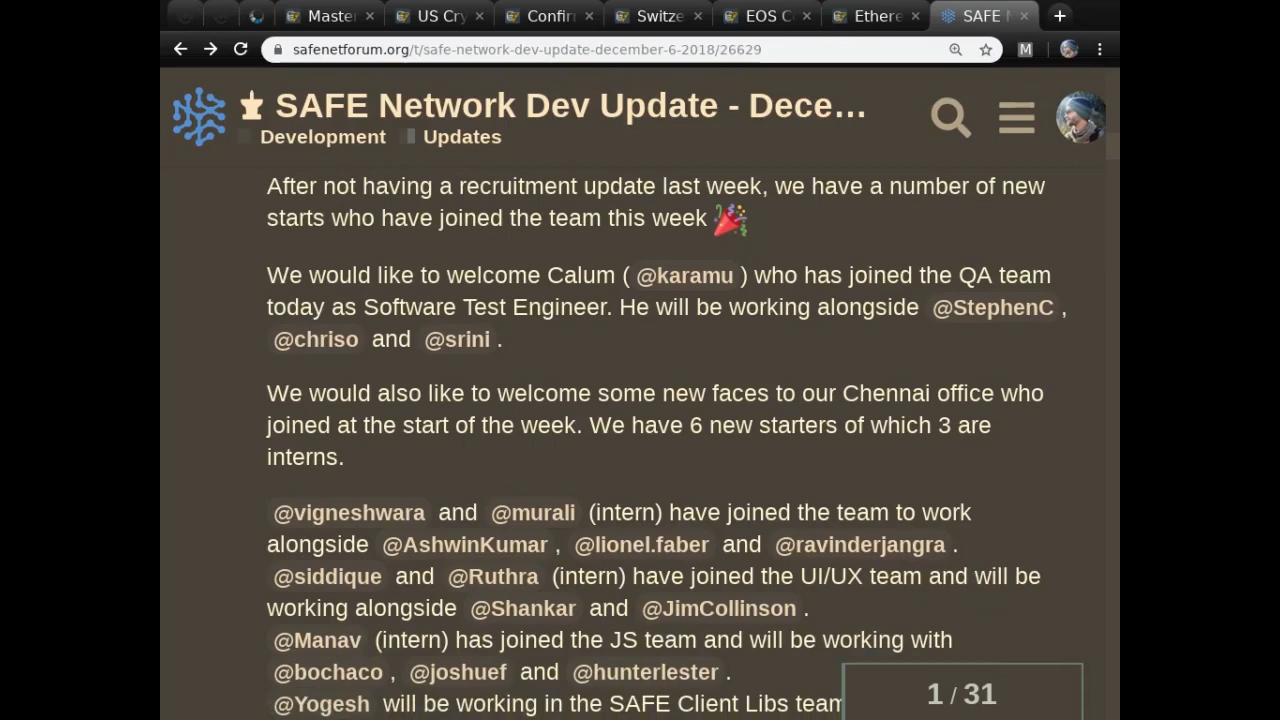 Master
US Cry
Confirm
Switze
EOS C
Ethere
SAFE N
safenetforum.org/t/safe-network-dev-update-december-6-2018/26629
M
SAFE Network Dev Update - Dece...
Development Updates
After not having a recruitment update last week, we have a number of new
starts who have joined the team this week
We would like to welcome Calum ( @karamu ) who has joined the QA team
today as Software Test Engineer. He will be working alongside @StephenC ,
@chriso and @srini .
We would also like to welcome some new faces to our Chennai office who
joined at the start of the week. We have 6 new starters of which 3 are
interns.
@vigneshwara and @murali (intern) have joined the team to work
alongside @AshwinKumar , @lionel.faber and @ravinderjangra .
@siddique and @Ruthra (intern) have joined the UI/UX team and will be
working alongside @Shankar and @JimCollinson .
@Manav (intern) has joined the JS team and will be working with
@bochaco , @joshuef and @hunterlester .
@Yogesh will be working in the SAFE Client Libs team
1 / 31